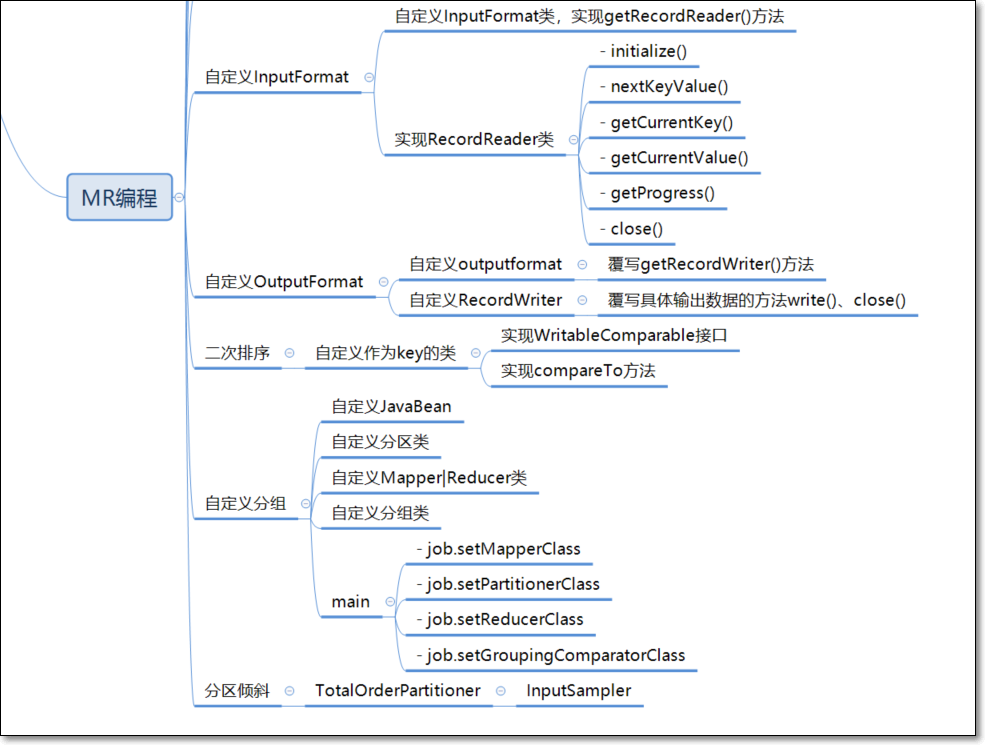 自定义InputFormat类，实现getRecordReader()方法
- initialize()
自定义InputFormat
- nextKeyValue()
- getCurrentKey()
实现RecordReader类
- getCurrentValue()
- getProgress()
MR编程
- close()
自定义outputformat
覆写getRecordWriter()方法
自定义OutputFormat
自定义RecordWriter
覆写具体输出数据的方法write()、close()
实现WritableComparable接口
二次排序
自定义作为key的类
实现compareTo方法
自定义JavaBean
自定义分区类
自定义Mapper|Reducer类
自定义分组
自定义分组类
- job.setMapperClass
- job.setPartitionerClass
main
- job.setReducerClass
- job.setGroupingComparatorClass
分区倾斜
TotalOrderPartitioner
InputSampler